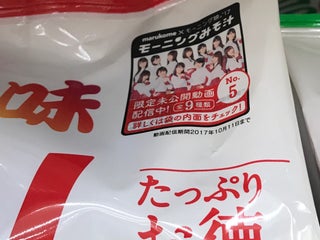 marukome×モーニング娘。'17
モーニングみそ汁
No.
5
限定未公開動画
配信中!全9種類
詳しくは袋の内面をチェック!
動画配信期間2017年10月11日まで
味
たっぷり
お徳